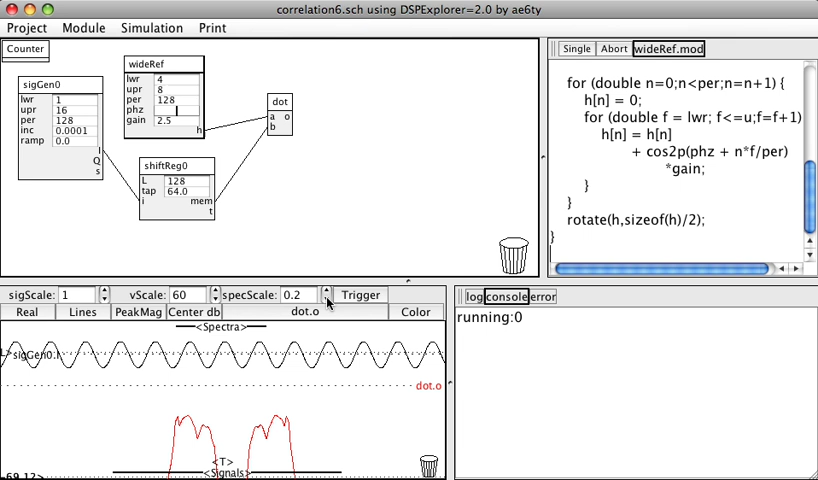 correlation6.sch using DSPExplorer=2.0 by ae6ty
Project Module Simulation Print
Counter
sigGen0
lwr 1
upr 16
per 128
inc 0.0001
ramp 0.0
I
Q
s
wideRef
lwr 4
upr 8
per 128
phz
gain 2.5
h
dot
a o
b
shiftReg0
L 128
tap 64.0
i mem
t
Single Abort wideRef.mod
for (double n=0;n<per;n=n+1) {
h[n] = 0;
for (double f = lwr; f<=u;f=f+1)
h[n] = h[n]
+ cos2p(phz + n*f/per)
*gain;
}
}
rotate(h,sizeof(h)/2);
}
sigScale: 1 vScale: 60 specScale: 0.2 Trigger
Real Lines PeakMag Center db dot.o Color
<Spectra>
L>sigGen0.I
dot.o
<T>
<Signals>
-69.12>
log console error
running:0